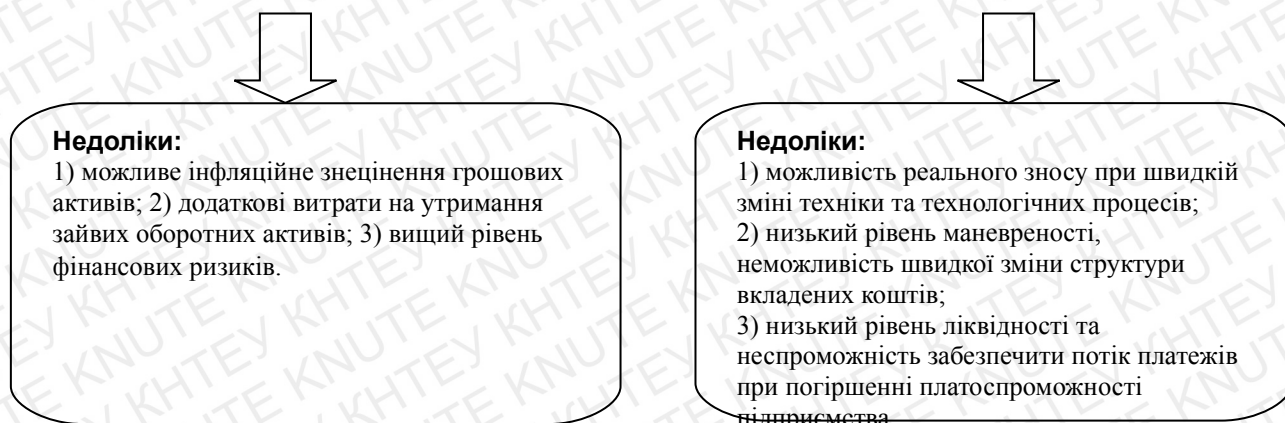 Недоліки:
1) можливе інфляційне знецінення грошових
активів; 2) додаткові витрати на утримання
зайвих оборотних активів; 3) вищий рівень
фінансових ризиків.
Недоліки:
1) можливість реального зносу при швидкій
зміні техніки та технологічних процесів;
2) низький рівень маневреності,
неможливість швидкої зміни структури
вкладених коштів;
3) низький рівень ліквідності та
неспроможність забезпечити потік платежів
при погіршенні платоспроможності
підприємства